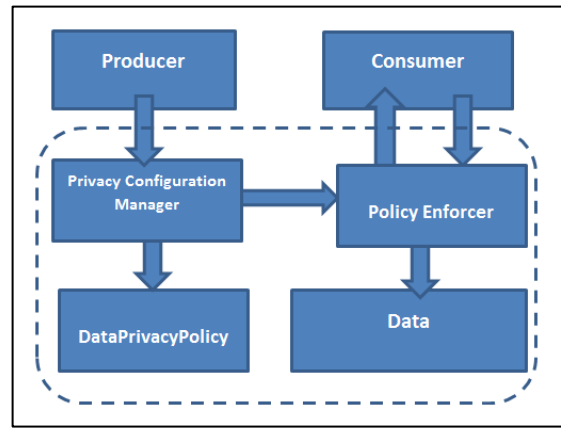 Producer
Consumer
Privacy Configuration
Manager
Policy Enforcer
DataPrivacyPolicy
Data